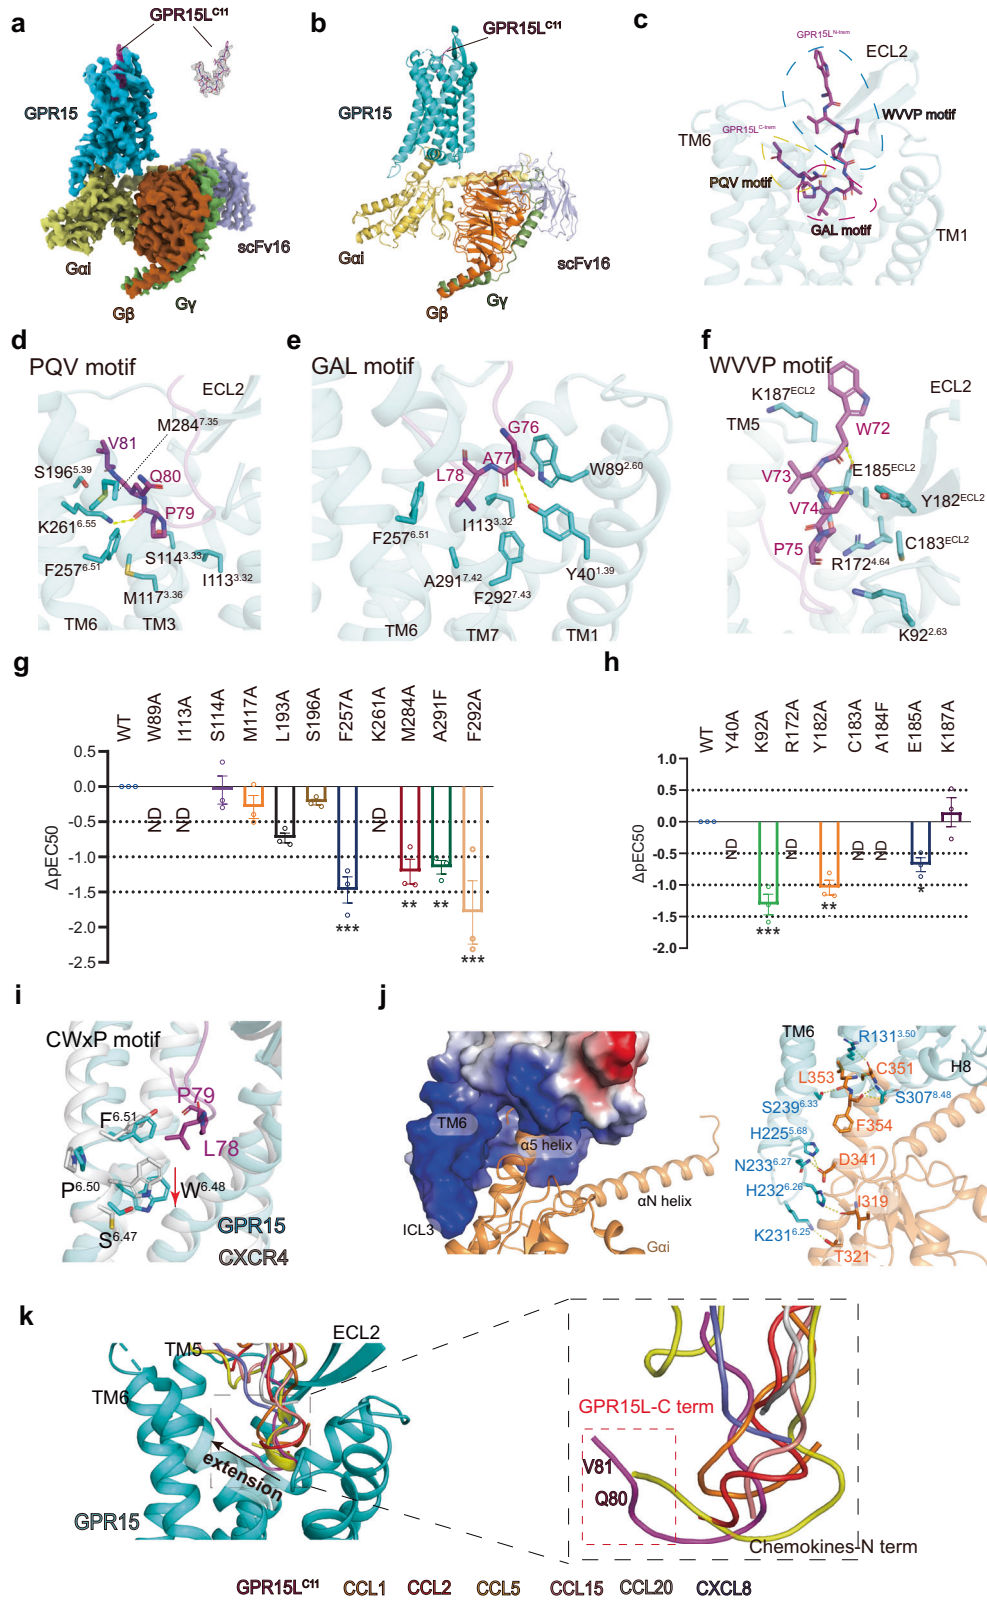 a
GPR15L^C11
GPR15
Gαi
Gβ
Gγ
scFv16
b
GPR15L^C11
GPR15
Gαi
Gβ
Gγ
scFv16
c
GPR15L^N-trem
ECL2
WVVP motif
TM6
GPR15L^C-trem
PQV motif
GAL motif
TM1
d
PQV motif
ECL2
M284^7.35
V81
S196^5.39
Q80
K261^6.55
P79
S114^3.33
F257^6.51
I113^3.32
M117^3.36
TM6
TM3
e
GAL motif
G76
A77
W89^2.60
L78
I113^3.32
F257^6.51
A291^7.42
Y40^1.39
F292^7.43
TM6
TM7
TM1
f
WVVP motif
K187^ECL2
ECL2
TM5
W72
E185^ECL2
V73
Y182^ECL2
V74
C183^ECL2
P75
R172^4.64
K92^2.63
g
WT
W89A
I113A
S114A
M117A
L193A
S196A
F257A
K261A
M284A
A291F
F292A
ΔpEC50
0.5
0.0
-0.5
-1.0
-1.5
-2.0
-2.5
ND
ND
ND
***
**
**
***
h
WT
Y40A
K92A
R172A
Y182A
C183A
A184F
E185A
K187A
ΔpEC50
1.0
0.5
0.0
-0.5
-1.0
-1.5
-2.0
ND
ND
ND
ND
***
**
*
i
CWxP motif
P79
F^6.51
L78
P^6.50
W^6.48
S^6.47
GPR15
CXCR4
j
TM6
α5 helix
αN helix
ICL3
Gαi
TM6
R131^3.50
C351
H8
L353
S239^6.33
S307^8.48
F354
H225^5.68
N233^6.27
D341
H232^6.26
I319
K231^6.25
T321
k
TM5
ECL2
TM6
extension
GPR15
GPR15L-C term
V81
Q80
Chemokines-N term
GPR15L^C11 CCL1 CCL2 CCL5 CCL15 CCL20 CXCL8